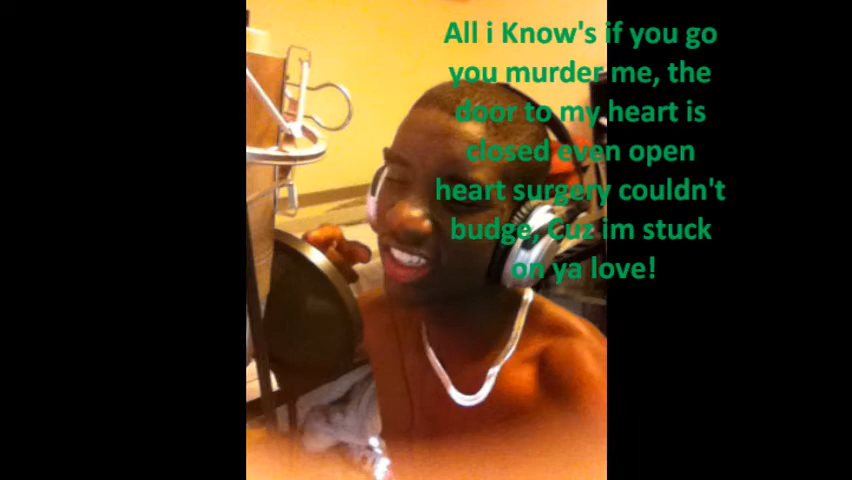 All i Know's if you go
you murder me, the
door to my heart is
closed even open
heart surgery couldn't
budge, Cuz im stuck
on ya love!